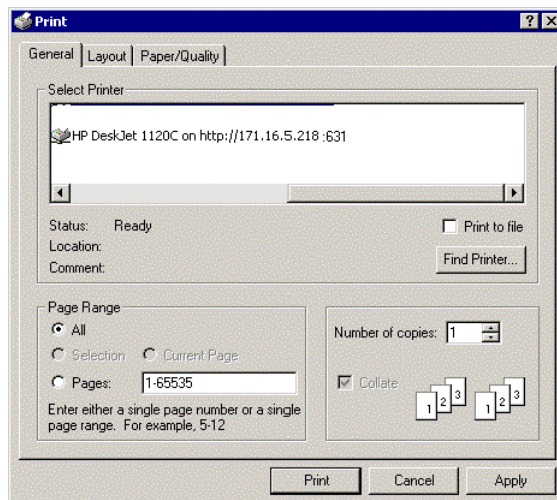 Print
General Layout Paper/Quality
Select Printer
HP DeskJet 1120C on http://171.16.5.218 :631
Status: Ready
Print to file
Location:
Comment:
Find Printer...
Page Range
All
Selection Current Page
Pages: 1-65535
Enter either a single page number or a single
page range. For example, 5-12
Number of copies: 1
Collate
1 2 3 1 2 3
Print Cancel Apply